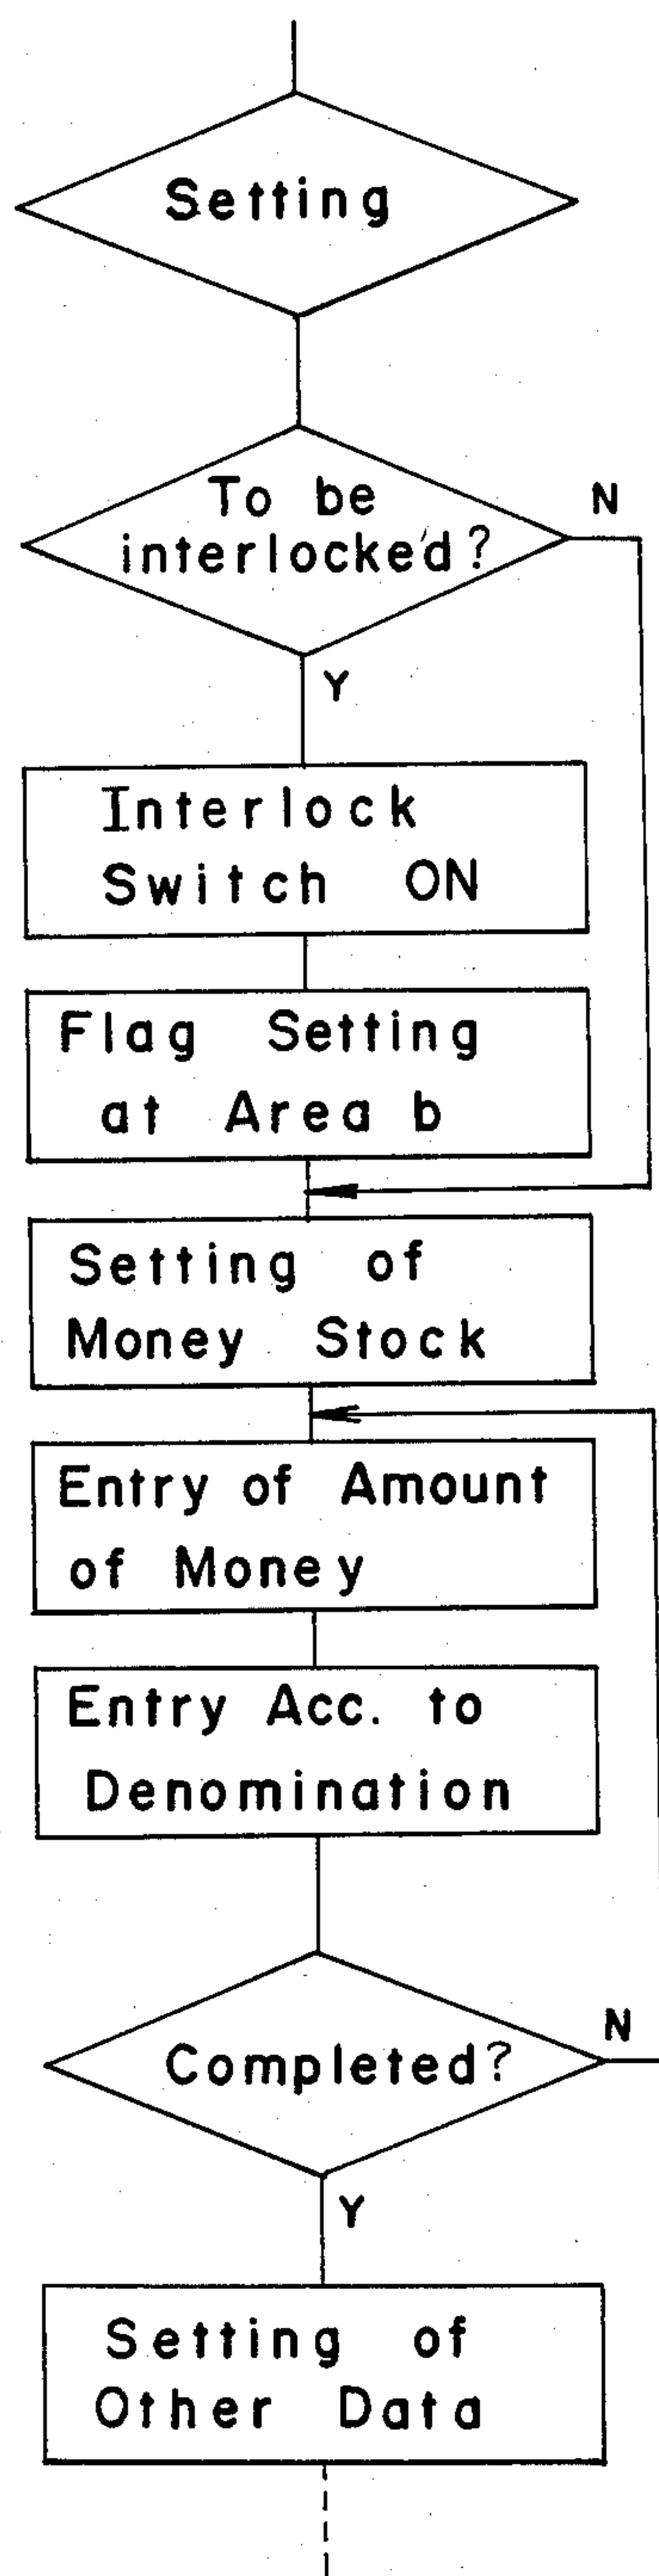 Setting
To be
N
interlocked?
Y
Interlock
Switch ON
Flag Setting
at Area b
Setting of
Money Stock
Entry of Amount
of Money
Entry Acc. to
Denomination
N
Completed?
Y
Setting of
Other Data